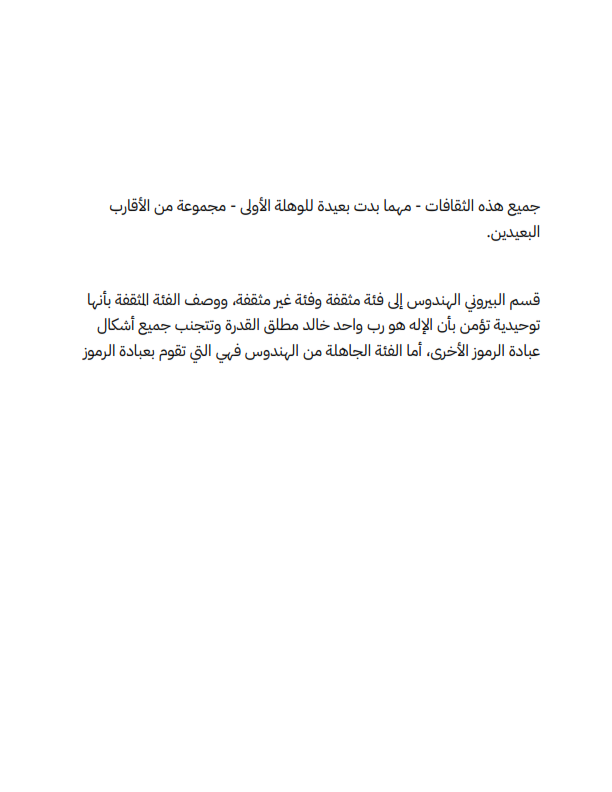 جميع هذه الثقافات - مهما بدت بعيدة للوهلة الأولى - مجموعة من الأقارب
البعيدين.
قسم البيروني الهندوس إلى فئة مثقفة وفئة غير مثقفة، ووصف الفئة المثقفة بأنها
توحيدية تؤمن بأن الإله هو رب واحد خالد مطلق القدرة وتتجنب جميع أشكال
عبادة الرموز الأخرى، أما الفئة الجاهلة من الهندوس فهي التي تقوم بعبادة الرموز